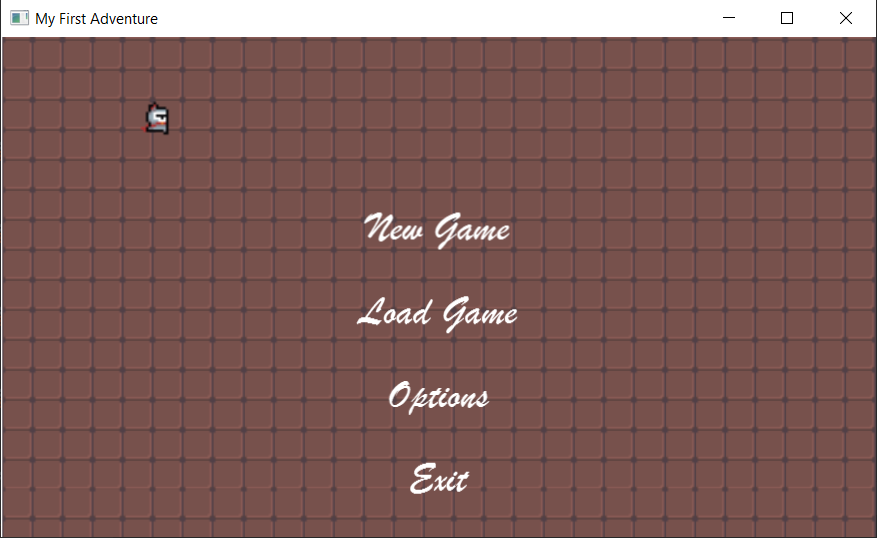 My First Adventure
New Game
Load Game
Options
Exit